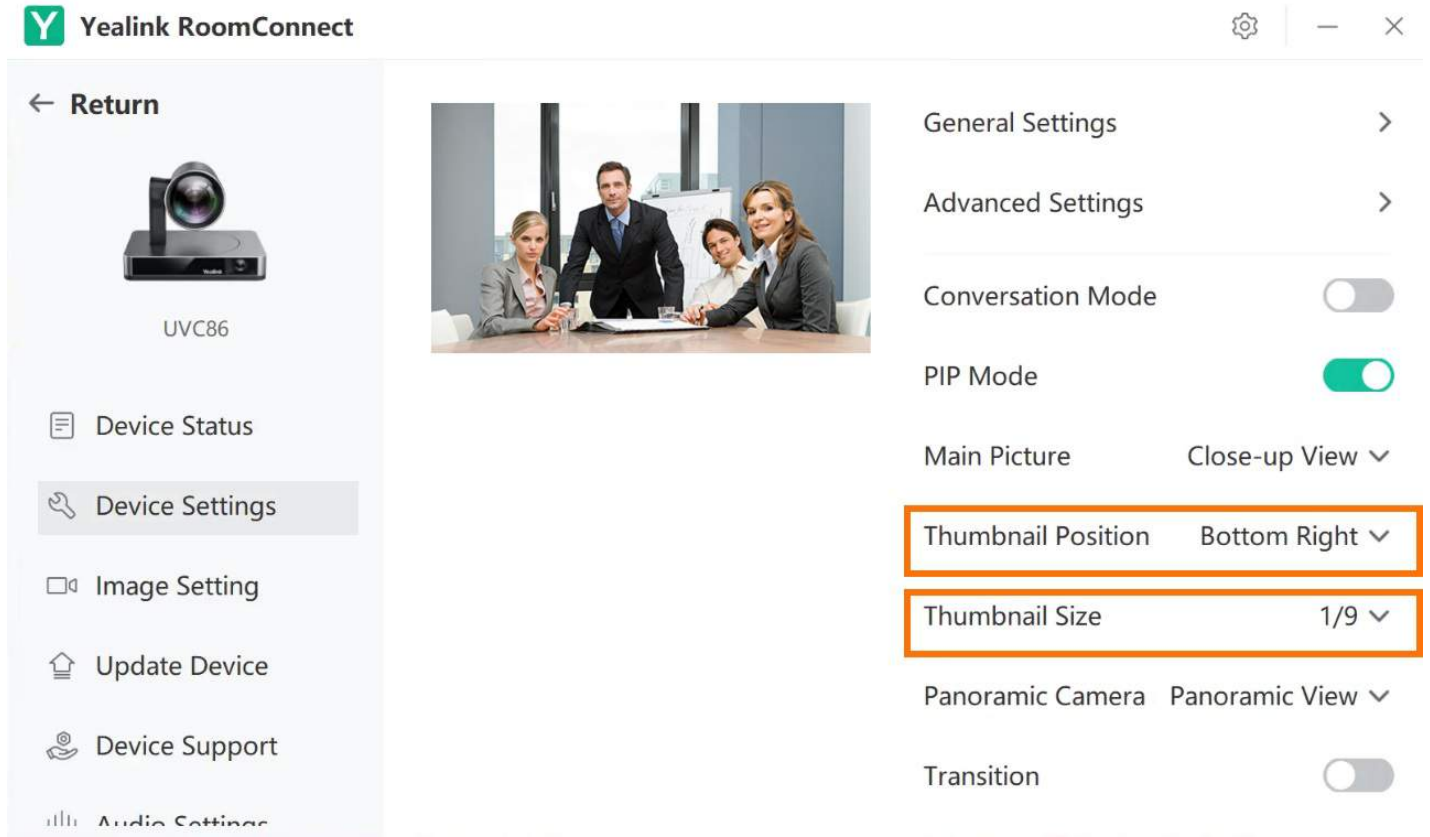 Yealink RoomConnect
Return
UVC86
Device Status
Device Settings
Image Setting
Update Device
Device Support
Audio Settings
General Settings
Advanced Settings
Conversation Mode
PIP Mode
Main Picture Close-up View
Thumbnail Position Bottom Right
Thumbnail Size 1/9
Panoramic Camera Panoramic View
Transition